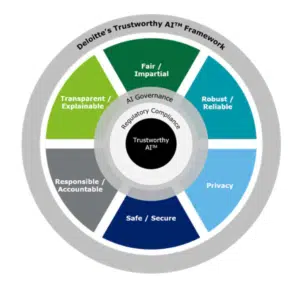 Deloitte's Trustworthy AI™ Framework
Fair /
Impartial
Robust /
Reliable
Privacy
Safe / Secure
Responsible /
Accountable
Transparent /
Explainable
AI Governance
Regulatory Compliance
Trustworthy
AI™